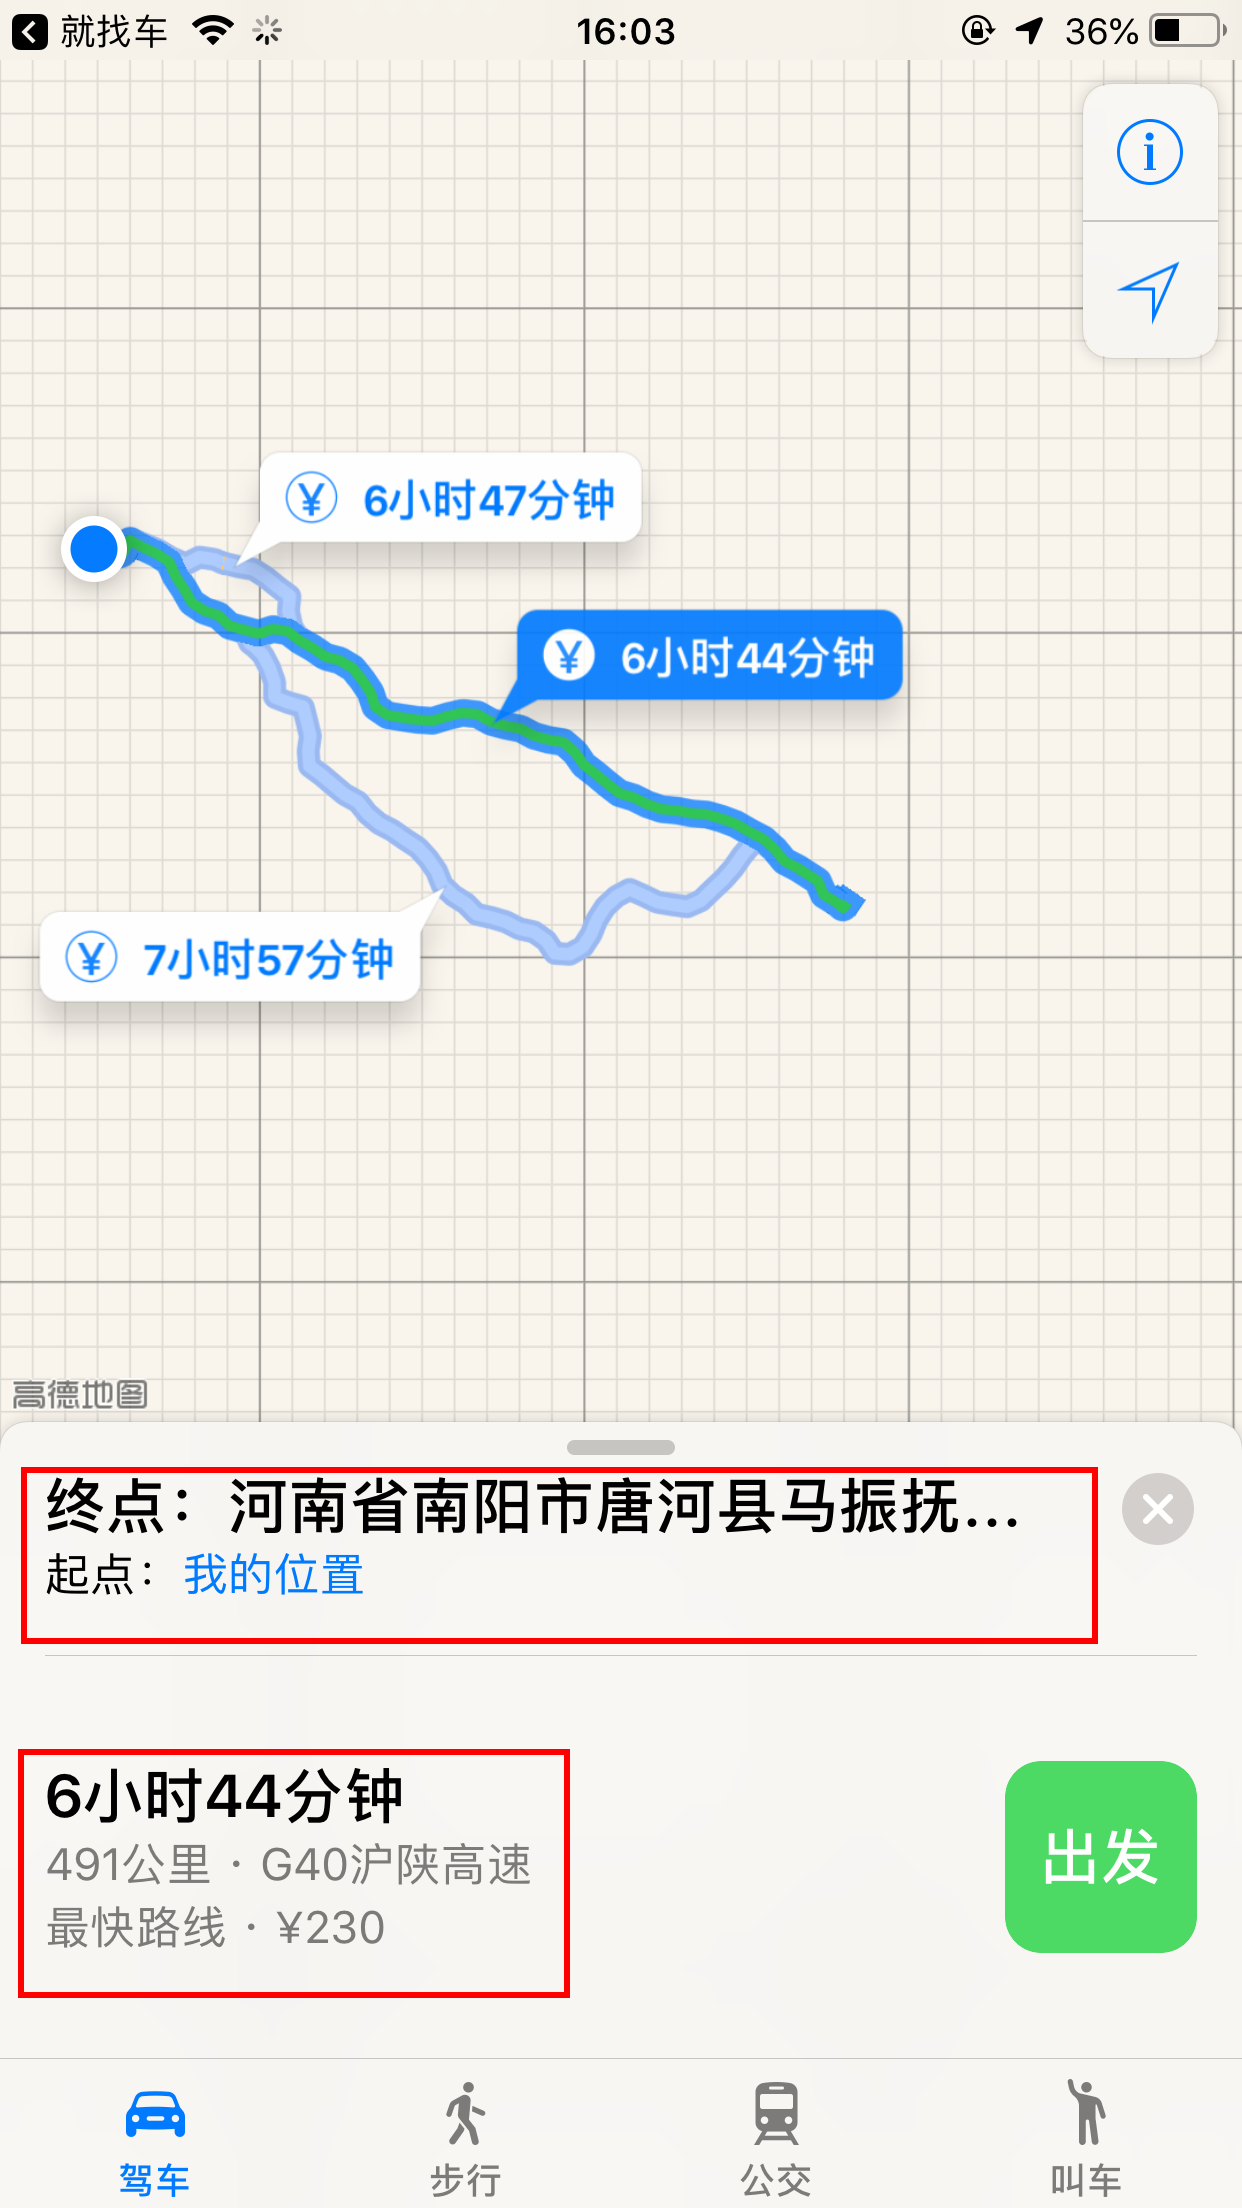 就找车
16:03
36%
¥ 6小时47分钟
¥ 6小时44分钟
¥ 7小时57分钟
高德地图
终点：河南省南阳市唐河县马振抚...
起点：我的位置
6小时44分钟
491公里 · G40沪陕高速
最快路线 · ¥230
出发
驾车
步行
公交
叫车